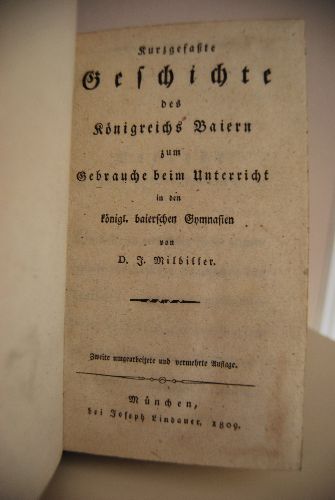 Kurzgefaßte
Geschichte
des
Königreichs Baiern
zum
Gebrauche beim Unterricht
in den
königl. baierschen Gymnasien
von
D. J. Milbiller.
Zweite umgearbeitete und vermehrte Auflage.
München,
bei Joseph Lindauer, 1809.